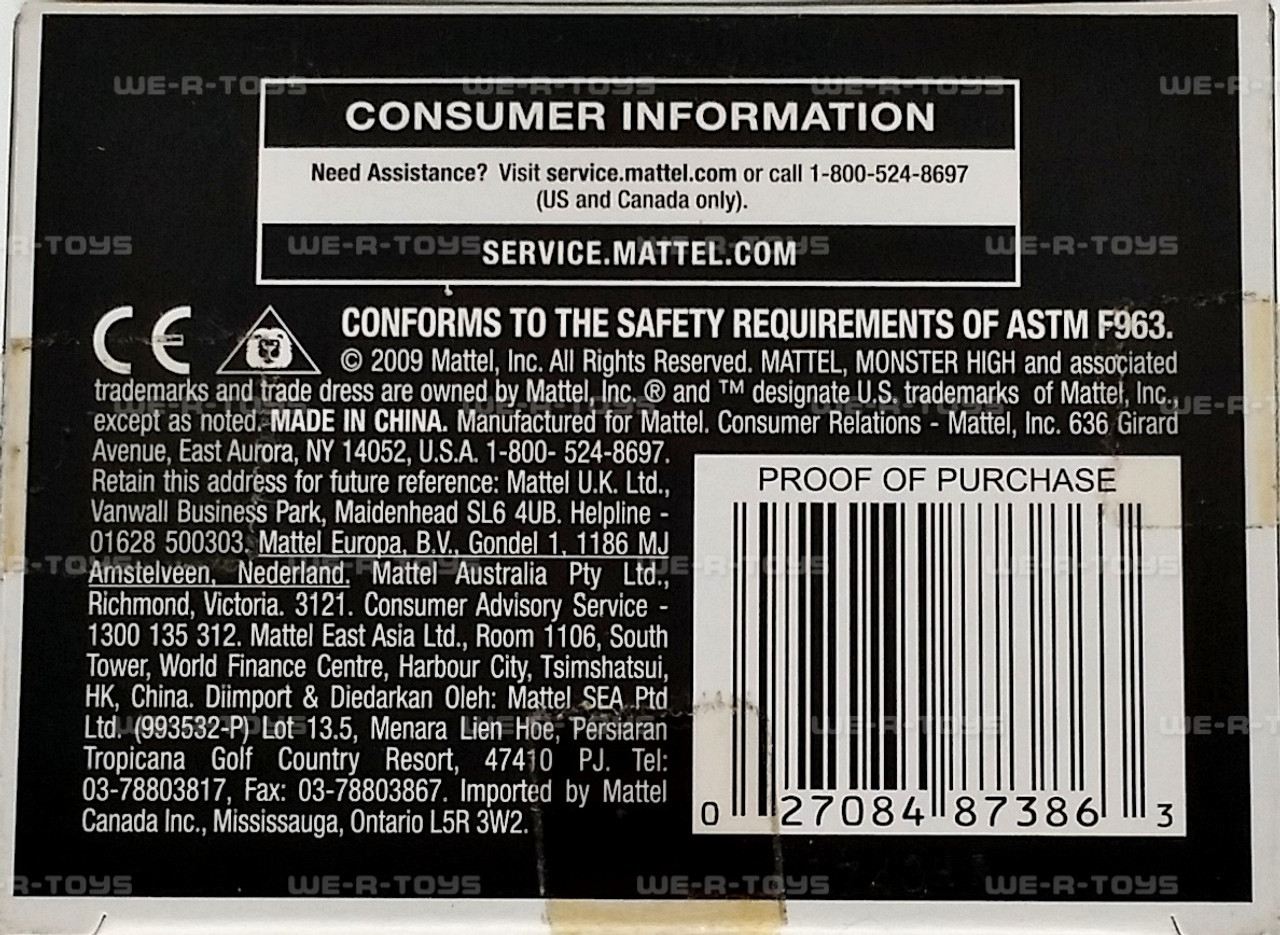 CONSUMER INFORMATION
Need Assistance? Visit service.mattel.com or call 1-800-524-8697
(US and Canada only).
SERVICE.MATTEL.COM
CE
CONFORMS TO THE SAFETY REQUIREMENTS OF ASTM F963.
© 2009 Mattel, Inc. All Rights Reserved. MATTEL, MONSTER HIGH and associated
trademarks and trade dress are owned by Mattel, Inc. ® and ™ designate U.S. trademarks of Mattel, Inc.,
except as noted. MADE IN CHINA. Manufactured for Mattel. Consumer Relations - Mattel, Inc. 636 Girard
Avenue, East Aurora, NY 14052, U.S.A. 1-800- 524-8697.
Retain this address for future reference: Mattel U.K. Ltd.,
Vanwall Business Park, Maidenhead SL6 4UB. Helpline -
01628 500303. Mattel Europa, B.V., Gondel 1, 1186 MJ
Amstelveen, Nederland. Mattel Australia Pty Ltd.,
Richmond, Victoria. 3121. Consumer Advisory Service -
1300 135 312. Mattel East Asia Ltd., Room 1106, South
Tower, World Finance Centre, Harbour City, Tsimshatsui,
HK, China. Diimport & Diedarkan Oleh: Mattel SEA Ptd
Ltd. (993532-P) Lot 13.5, Menara Lien Hoe, Persiaran
Tropicana Golf Country Resort, 47410 PJ. Tel:
03-78803817, Fax: 03-78803867. Imported by Mattel
Canada Inc., Mississauga, Ontario L5R 3W2.
PROOF OF PURCHASE
0 27084 87386 3
WE-R-TOYS